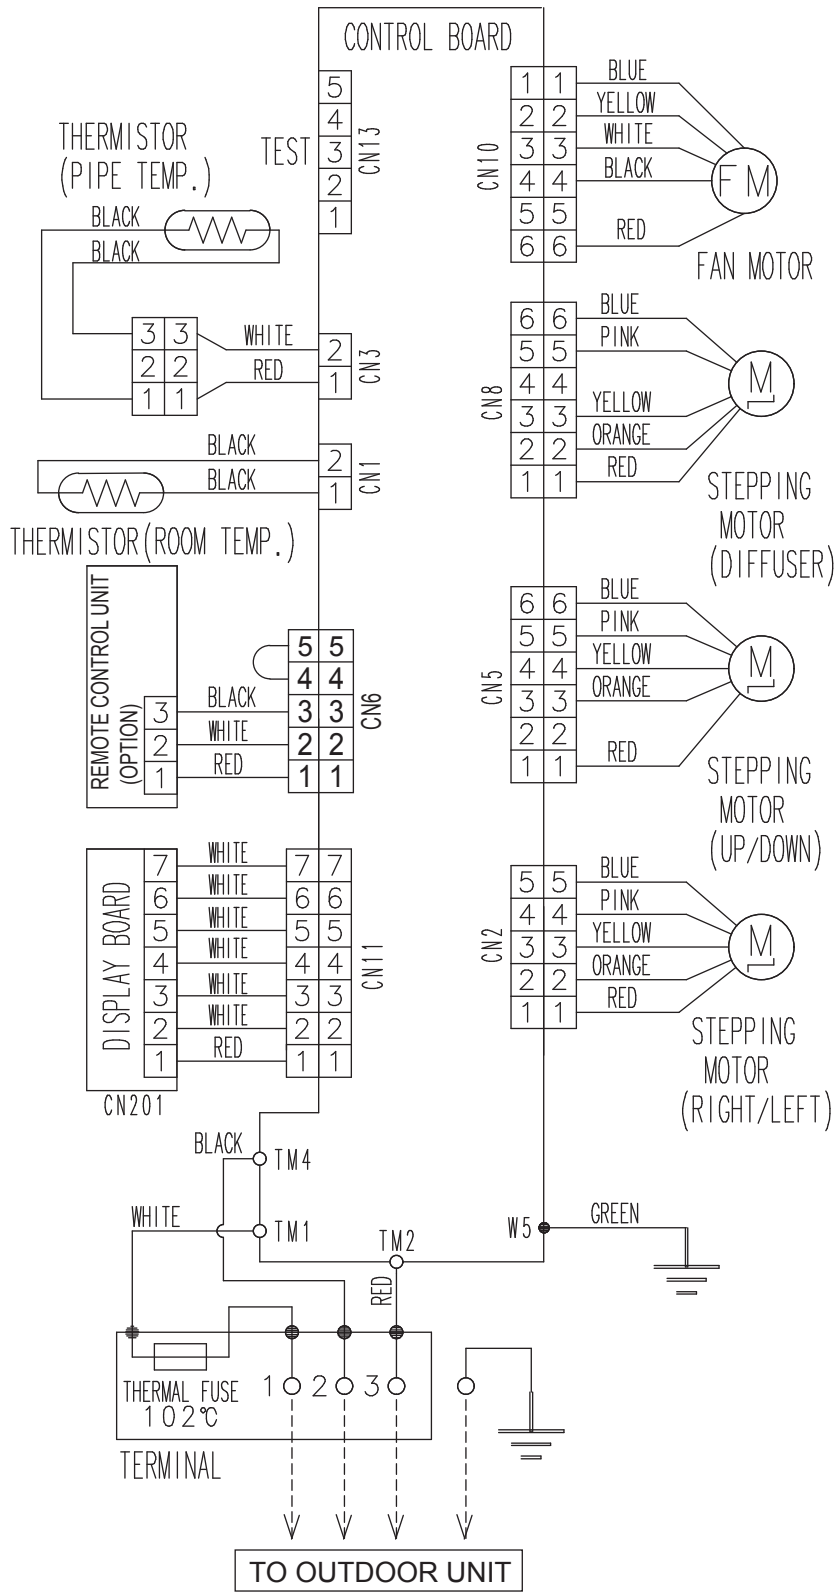 CONTROL BOARD
5
4
3
2
1
TEST
CN13
THERMISTOR
(PIPE TEMP.)
BLACK
BLACK
3 3
2 2
1 1
WHITE
RED
2
1
CN3
BLACK
BLACK
2
1
CN1
THERMISTOR(ROOM TEMP.)
REMOTE CONTROL UNIT
(OPTION)
3
2
1
BLACK
WHITE
RED
5 5
4 4
3 3
2 2
1 1
CN6
DISPLAY BOARD
7
6
5
4
3
2
1
CN201
WHITE
WHITE
WHITE
WHITE
WHITE
WHITE
RED
7 7
6 6
5 5
4 4
3 3
2 2
1 1
CN11
CN10
1 1
2 2
3 3
4 4
5 5
6 6
BLUE
YELLOW
WHITE
BLACK
RED
FM
FAN MOTOR
CN8
6 6
5 5
4 4
3 3
2 2
1 1
BLUE
PINK
YELLOW
ORANGE
RED
M
STEPPING
MOTOR
(DIFFUSER)
CN5
6 6
5 5
4 4
3 3
2 2
1 1
BLUE
PINK
YELLOW
ORANGE
RED
M
STEPPING
MOTOR
(UP/DOWN)
CN2
5 5
4 4
3 3
2 2
1 1
BLUE
PINK
YELLOW
ORANGE
RED
M
STEPPING
MOTOR
(RIGHT/LEFT)
BLACK
TM4
WHITE
TM1
TM2
RED
W5
GREEN
THERMAL FUSE
102℃
1 2 3
TERMINAL
TO OUTDOOR UNIT